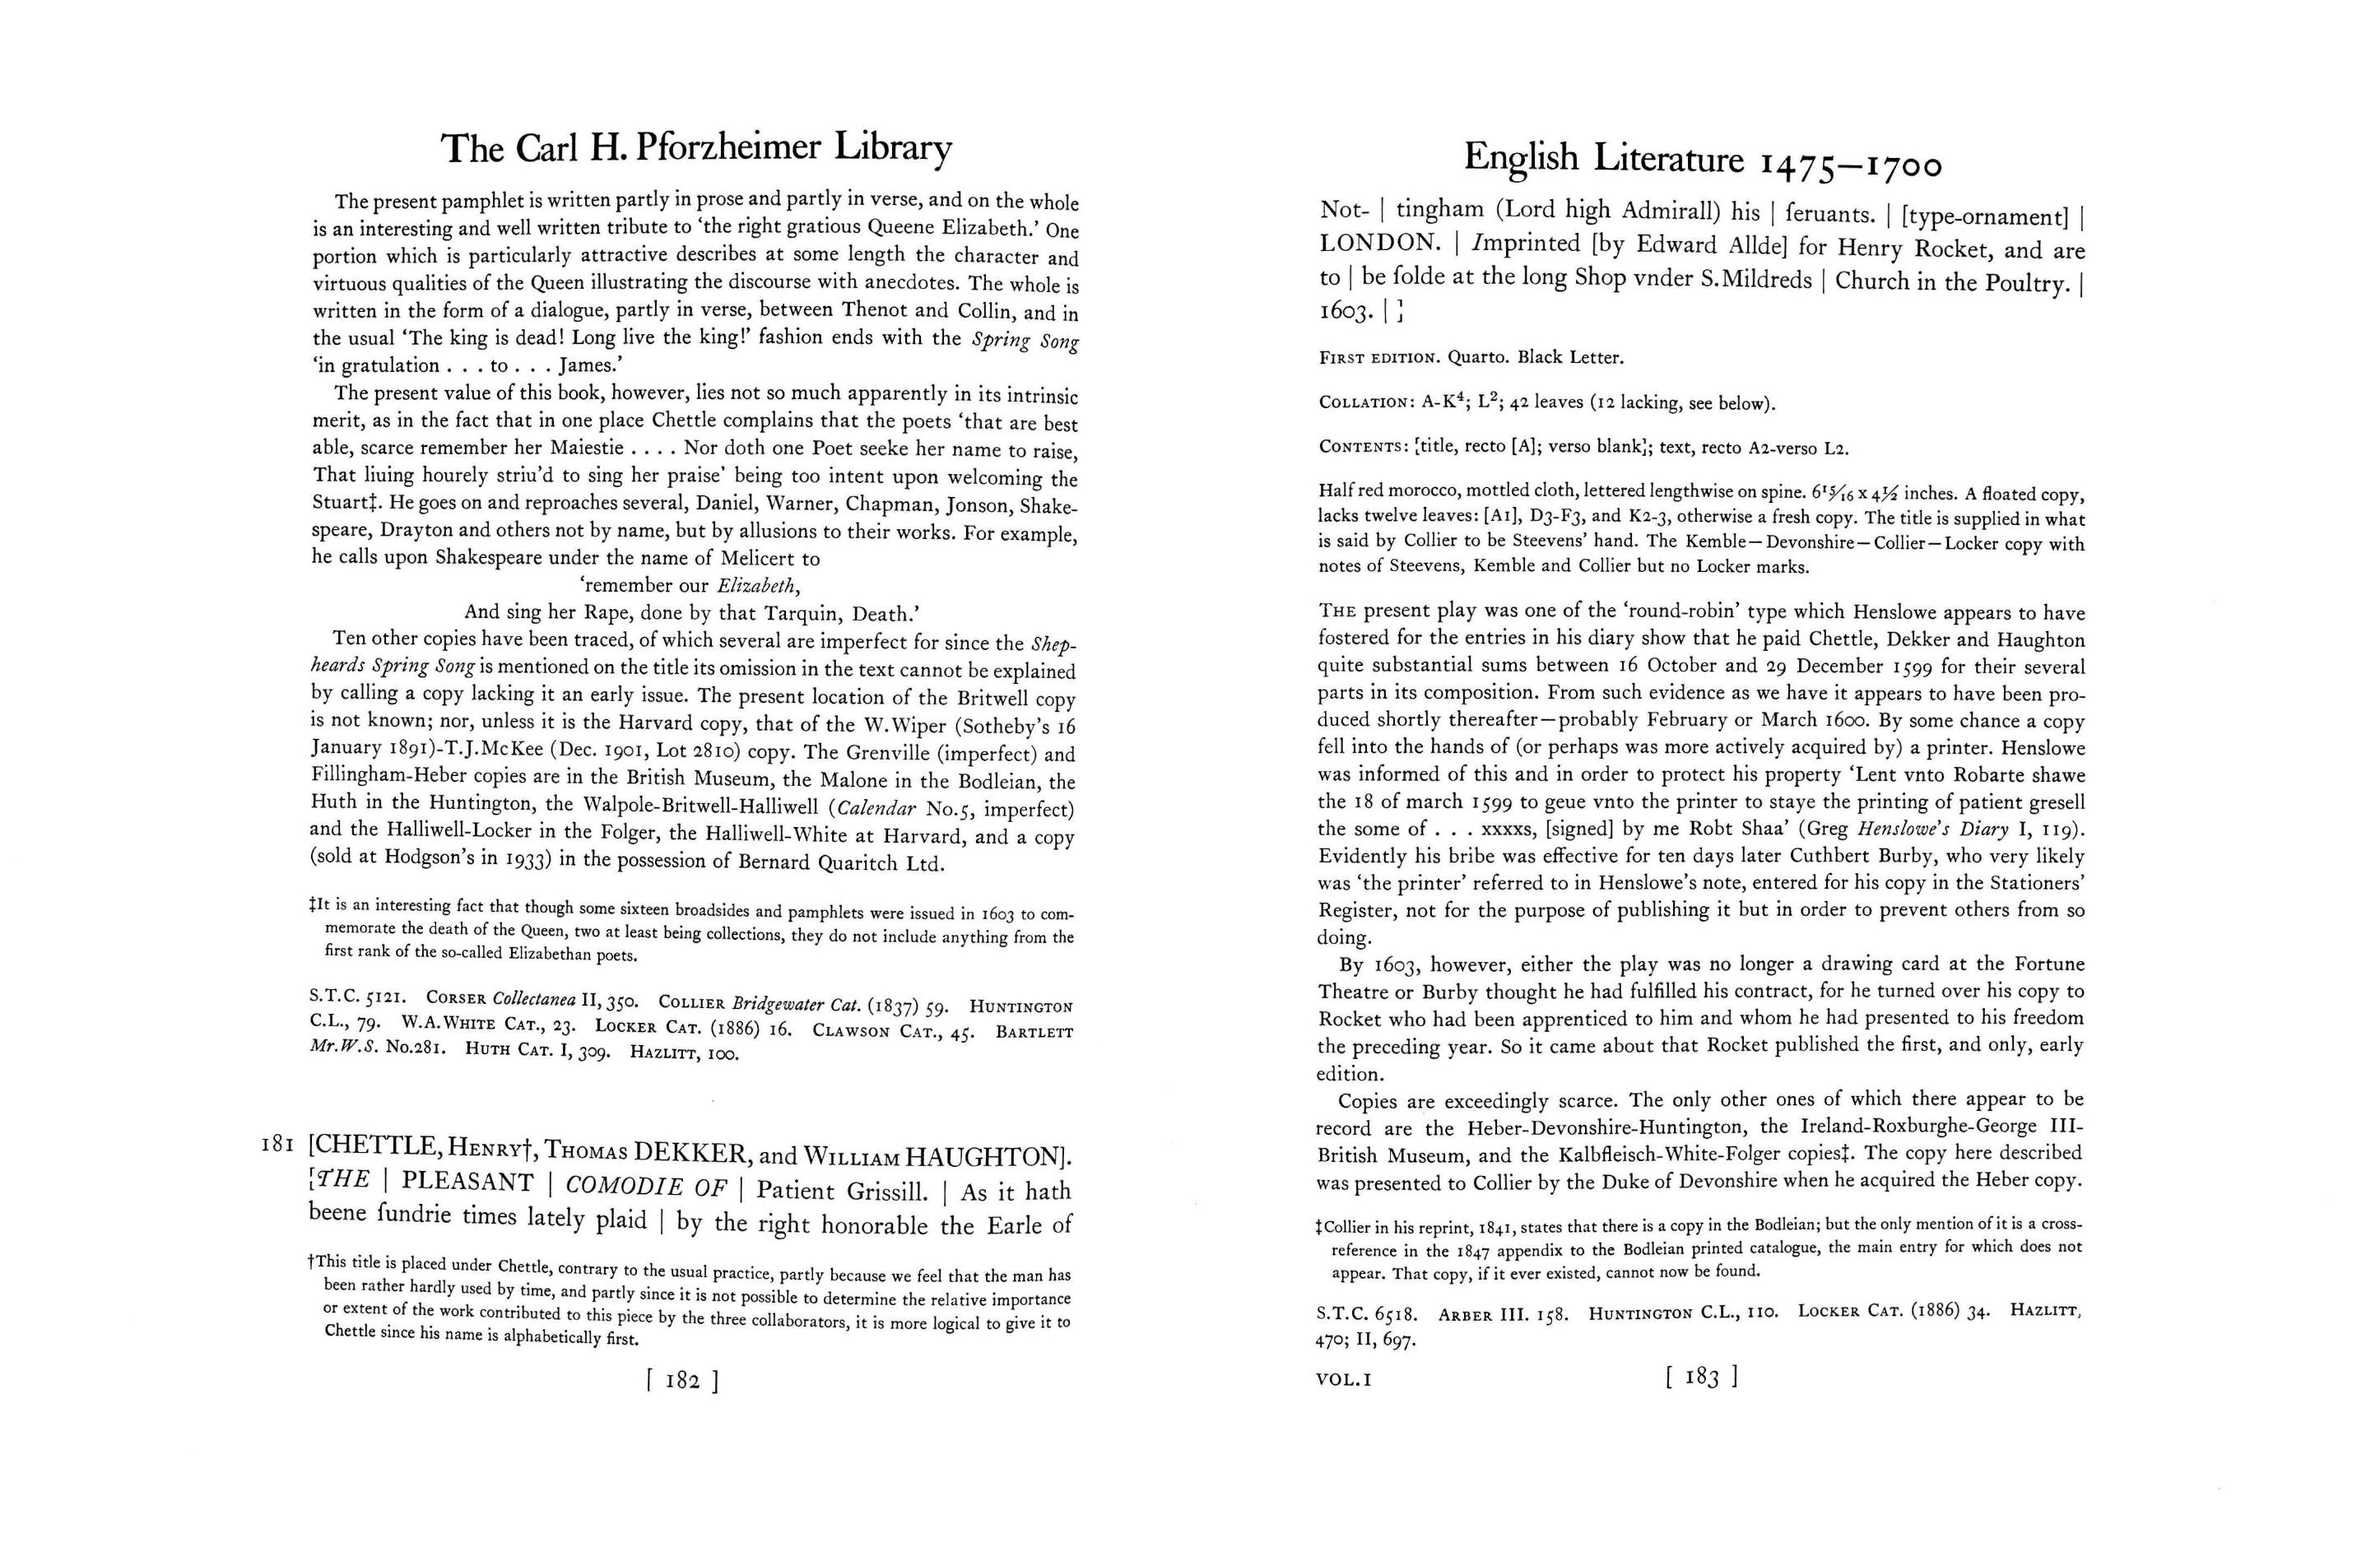 The Carl H. Pforzheimer Library
The present pamphlet is written partly in prose and partly in verse, and on the whole
is an interesting and well written tribute to ‘the right gratious Queene Elizabeth.’ One
portion which is particularly attractive describes at some length the character and
virtuous qualities of the Queen illustrating the discourse with anecdotes. The whole is
written in the form of a dialogue, partly in verse, between Thenot and Collin, and in
the usual ‘The king is dead! Long live the king!’ fashion ends with the Spring Song
‘in gratulation . . . to . . . James.’
The present value of this book, however, lies not so much apparently in its intrinsic
merit, as in the fact that in one place Chettle complains that the poets ‘that are best
able, scarce remember her Maiestie . . . . Nor doth one Poet seeke her name to raise,
That liuing hourely striu’d to sing her praise’ being too intent upon welcoming the
Stuart‡. He goes on and reproaches several, Daniel, Warner, Chapman, Jonson, Shake-
speare, Drayton and others not by name, but by allusions to their works. For example,
he calls upon Shakespeare under the name of Melicert to
‘remember our Elizabeth,
And sing her Rape, done by that Tarquin, Death.’
Ten other copies have been traced, of which several are imperfect for since the Shep-
heards Spring Song is mentioned on the title its omission in the text cannot be explained
by calling a copy lacking it an early issue. The present location of the Britwell copy
is not known; nor, unless it is the Harvard copy, that of the W.Wiper (Sotheby’s 16
January 1891)-T.J.McKee (Dec. 1901, Lot 2810) copy. The Grenville (imperfect) and
Fillingham-Heber copies are in the British Museum, the Malone in the Bodleian, the
Huth in the Huntington, the Walpole-Britwell-Halliwell (Calendar No.5, imperfect)
and the Halliwell-Locker in the Folger, the Halliwell-White at Harvard, and a copy
(sold at Hodgson’s in 1933) in the possession of Bernard Quaritch Ltd.
‡It is an interesting fact that though some sixteen broadsides and pamphlets were issued in 1603 to com-
memorate the death of the Queen, two at least being collections, they do not include anything from the
first rank of the so-called Elizabethan poets.
S.T.C. 5121. CORSER Collectanea II, 350. COLLIER Bridgewater Cat. (1837) 59. HUNTINGTON
C.L., 79. W.A.WHITE CAT., 23. LOCKER CAT. (1886) 16. CLAWSON CAT., 45. BARTLETT
Mr.W.S. No.281. HUTH CAT. I, 309. HAZLITT, 100.
181 [CHETTLE, HENRY†, THOMAS DEKKER, and WILLIAM HAUGHTON].
[THE | PLEASANT | COMODIE OF | Patient Grissill. | As it hath
beene ſundrie times lately plaid | by the right honorable the Earle of
†This title is placed under Chettle, contrary to the usual practice, partly because we feel that the man has
been rather hardly used by time, and partly since it is not possible to determine the relative importance
or extent of the work contributed to this piece by the three collaborators, it is more logical to give it to
Chettle since his name is alphabetically first.
[ 182 ]
English Literature 1475—1700
Not- | tingham (Lord high Admirall) his | ſeruants. | [type-ornament] |
LONDON. | Imprinted [by Edward Allde] for Henry Rocket, and are
to | be ſolde at the long Shop vnder S.Mildreds | Church in the Poultry. |
1603. | ]
FIRST EDITION. Quarto. Black Letter.
COLLATION: A-K⁴; L²; 42 leaves (12 lacking, see below).
CONTENTS: [title, recto [A]; verso blank]; text, recto A2-verso L2.
Half red morocco, mottled cloth, lettered lengthwise on spine. 6 15/16 x 4 1/2 inches. A floated copy,
lacks twelve leaves: [A1], D3-F3, and K2-3, otherwise a fresh copy. The title is supplied in what
is said by Collier to be Steevens’ hand. The Kemble—Devonshire—Collier—Locker copy with
notes of Steevens, Kemble and Collier but no Locker marks.
THE present play was one of the ‘round-robin’ type which Henslowe appears to have
fostered for the entries in his diary show that he paid Chettle, Dekker and Haughton
quite substantial sums between 16 October and 29 December 1599 for their several
parts in its composition. From such evidence as we have it appears to have been pro-
duced shortly thereafter—probably February or March 1600. By some chance a copy
fell into the hands of (or perhaps was more actively acquired by) a printer. Henslowe
was informed of this and in order to protect his property ‘Lent vnto Robarte shawe
the 18 of march 1599 to geue vnto the printer to staye the printing of patient gresell
the some of . . . xxxxs, [signed] by me Robt Shaa’ (Greg Henslowe’s Diary I, 119).
Evidently his bribe was effective for ten days later Cuthbert Burby, who very likely
was ‘the printer’ referred to in Henslowe’s note, entered for his copy in the Stationers’
Register, not for the purpose of publishing it but in order to prevent others from so
doing.
By 1603, however, either the play was no longer a drawing card at the Fortune
Theatre or Burby thought he had fulfilled his contract, for he turned over his copy to
Rocket who had been apprenticed to him and whom he had presented to his freedom
the preceding year. So it came about that Rocket published the first, and only, early
edition.
Copies are exceedingly scarce. The only other ones of which there appear to be
record are the Heber-Devonshire-Huntington, the Ireland-Roxburghe-George III-
British Museum, and the Kalbfleisch-White-Folger copies‡. The copy here described
was presented to Collier by the Duke of Devonshire when he acquired the Heber copy.
‡Collier in his reprint, 1841, states that there is a copy in the Bodleian; but the only mention of it is a cross-
reference in the 1847 appendix to the Bodleian printed catalogue, the main entry for which does not
appear. That copy, if it ever existed, cannot now be found.
S.T.C. 6518. ARBER III. 158. HUNTINGTON C.L., 110. LOCKER CAT. (1886) 34. HAZLITT,
470; II, 697.
VOL.I [ 183 ]